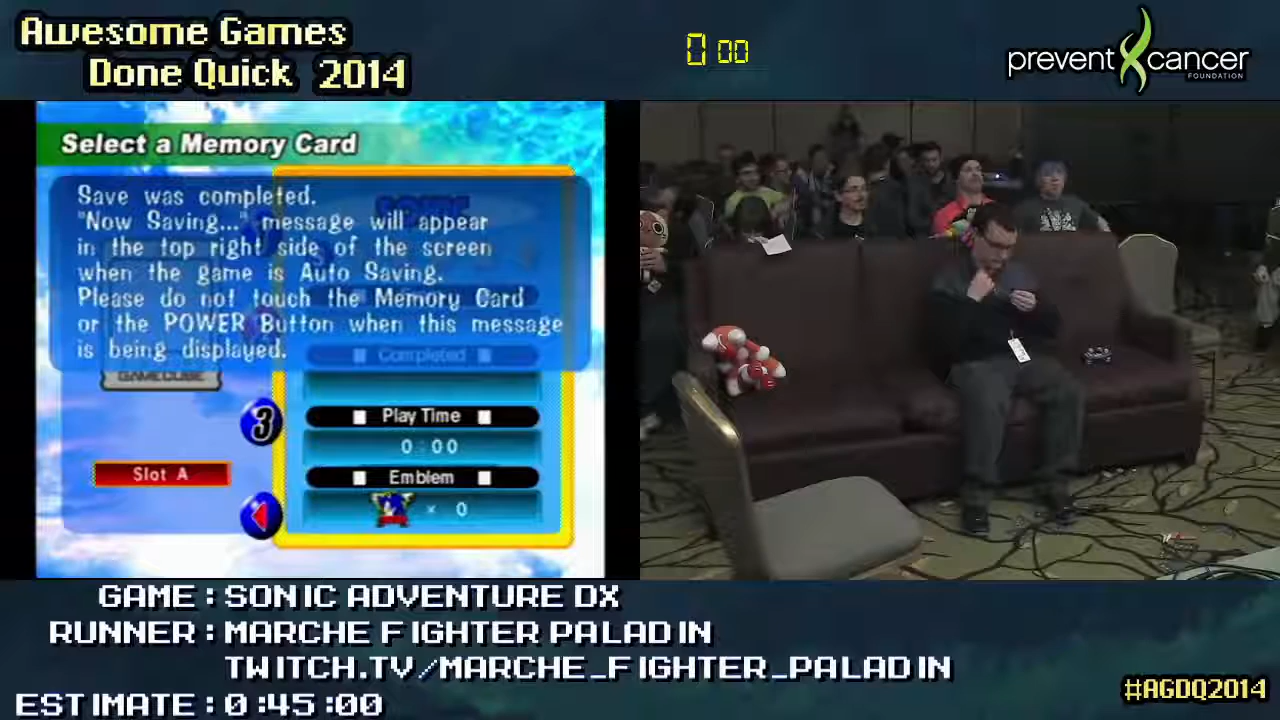 Awesome Games
Done Quick 2014
0 00
prevent cancer
FOUNDATION
Select a Memory Card
Save was completed.
"Now Saving..." message will appear
in the top right side of the screen
when the game is Auto Saving.
Please do not touch the Memory Card
or the POWER Button when this message
is being displayed.
Completed
GAMECUBE
3
Play Time
0:00
Slot A
Emblem
× 0
GAME : SONIC ADVENTURE DX
RUNNER : MARCHE FIGHTER PALADIN
TWITCH.TV/MARCHE_FIGHTER_PALADIN
ESTIMATE : 0:45:00
#AGDQ2014